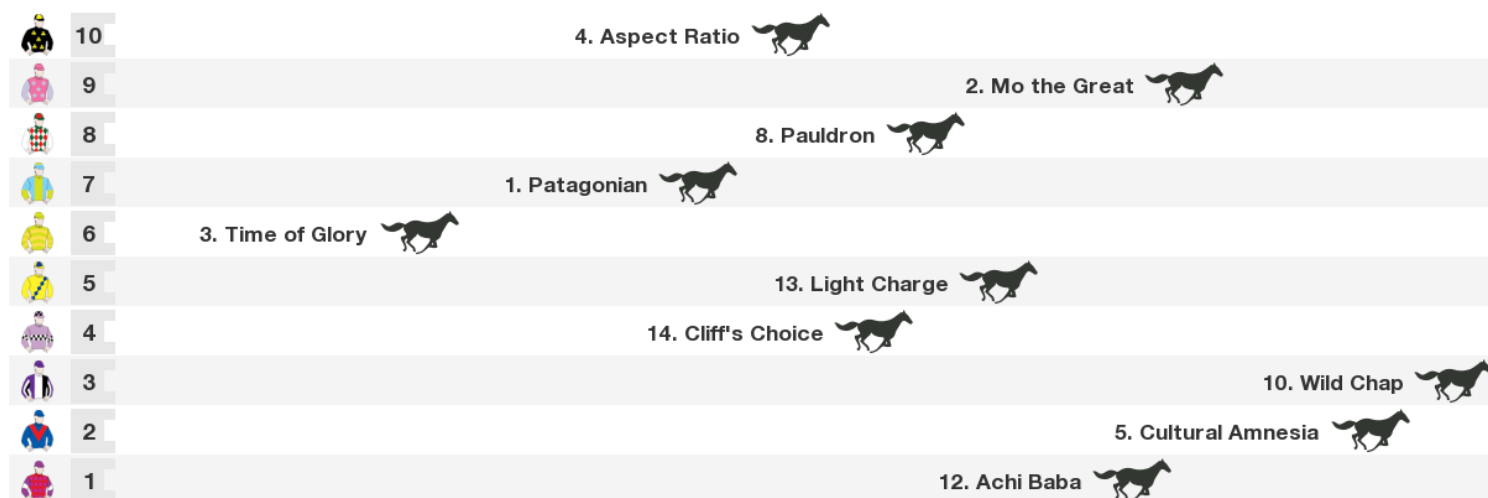 10 4. Aspect Ratio
9 2. Mo the Great
8 8. Pauldron
7 1. Patagonian
6 3. Time of Glory
5 13. Light Charge
4 14. Cliff's Choice
3 10. Wild Chap
2 5. Cultural Amnesia
1 12. Achi Baba